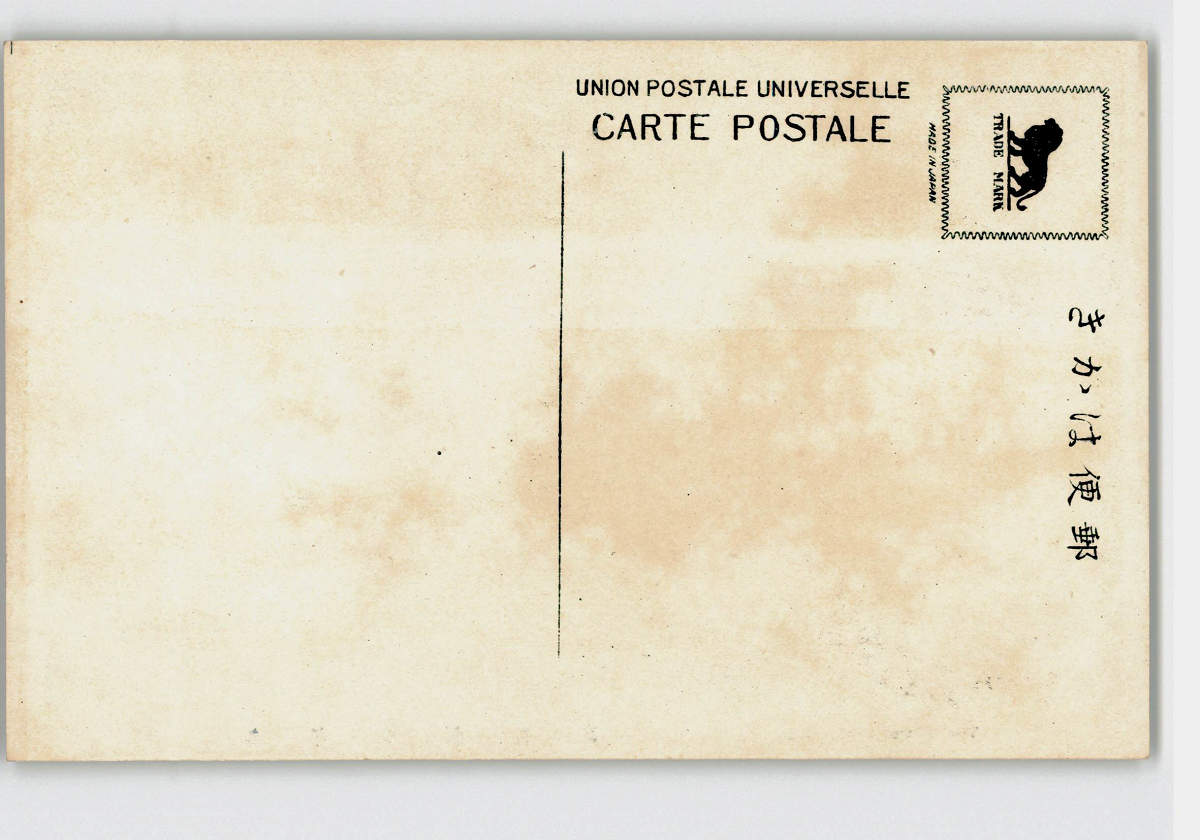 UNION POSTALE UNIVERSELLE
CARTE POSTALE
TRADE MARK
MADE IN JAPAN
きかは便郵